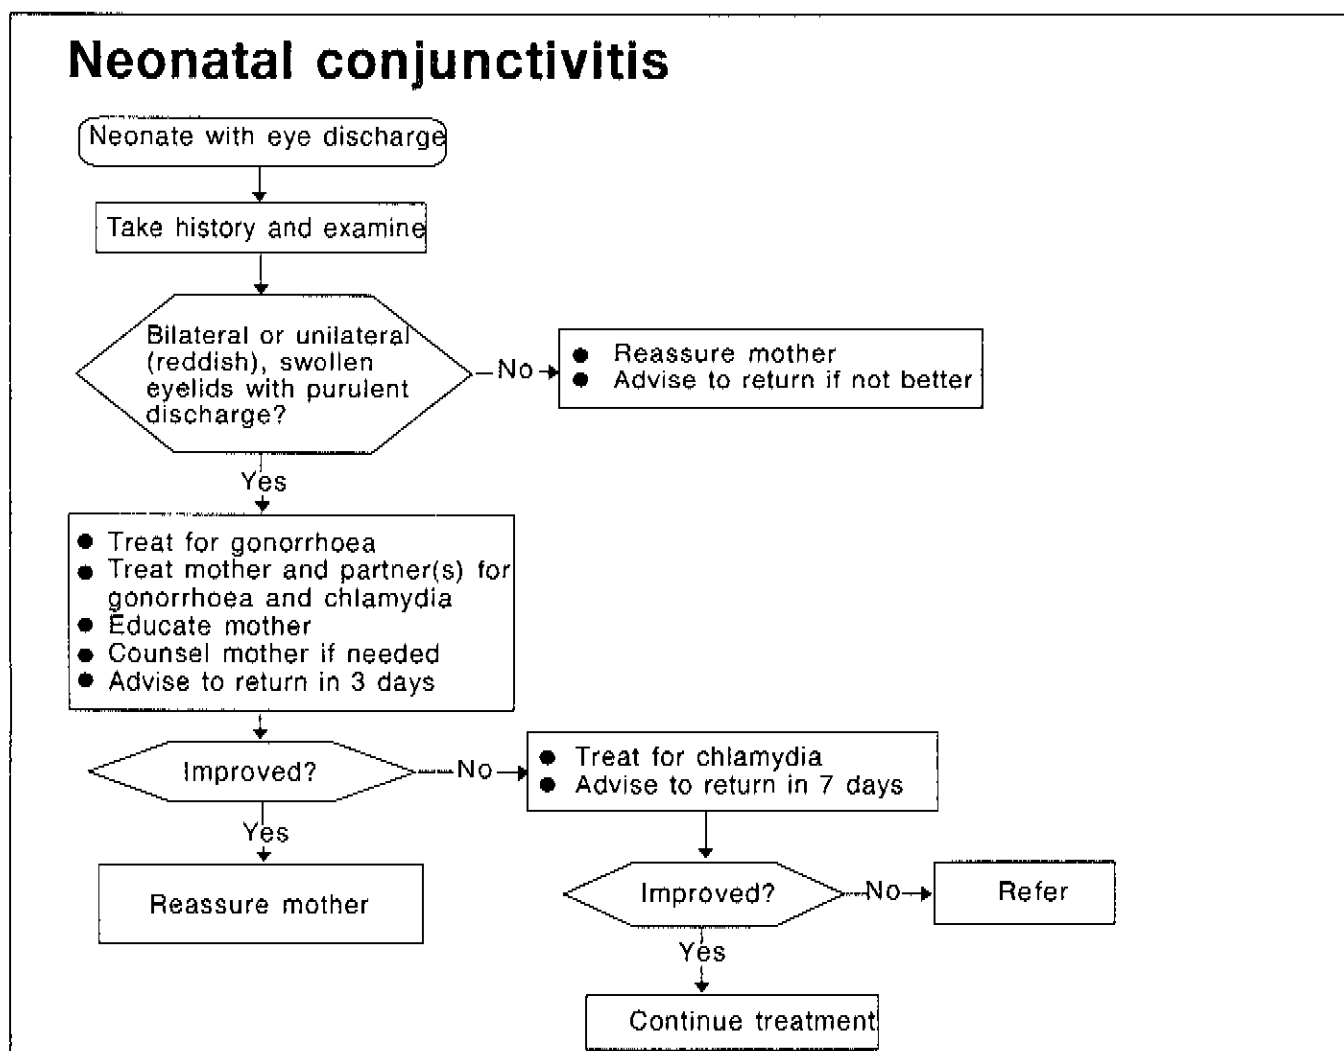 Neonatal conjunctivitis
Neonate with eye discharge
Take history and examine
Bilateral or unilateral
(reddish), swollen
eyelids with purulent
discharge?
No
● Reassure mother
● Advise to return if not better
Yes
● Treat for gonorrhoea
● Treat mother and partner(s) for
gonorrhoea and chlamydia
● Educate mother
● Counsel mother if needed
● Advise to return in 3 days
Improved?
No
● Treat for chlamydia
● Advise to return in 7 days
Yes
Reassure mother
Improved?
No
Refer
Yes
Continue treatment